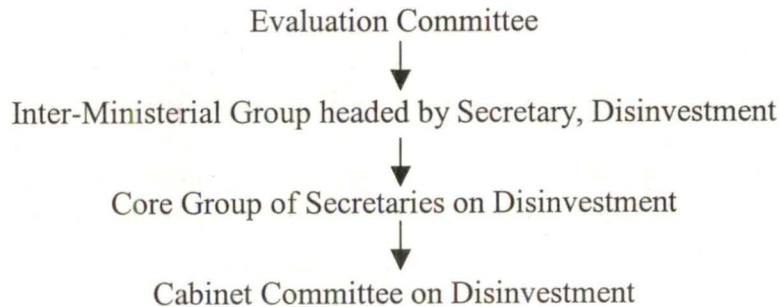 Evaluation Committee
Inter-Ministerial Group headed by Secretary, Disinvestment
Core Group of Secretaries on Disinvestment
Cabinet Committee on Disinvestment